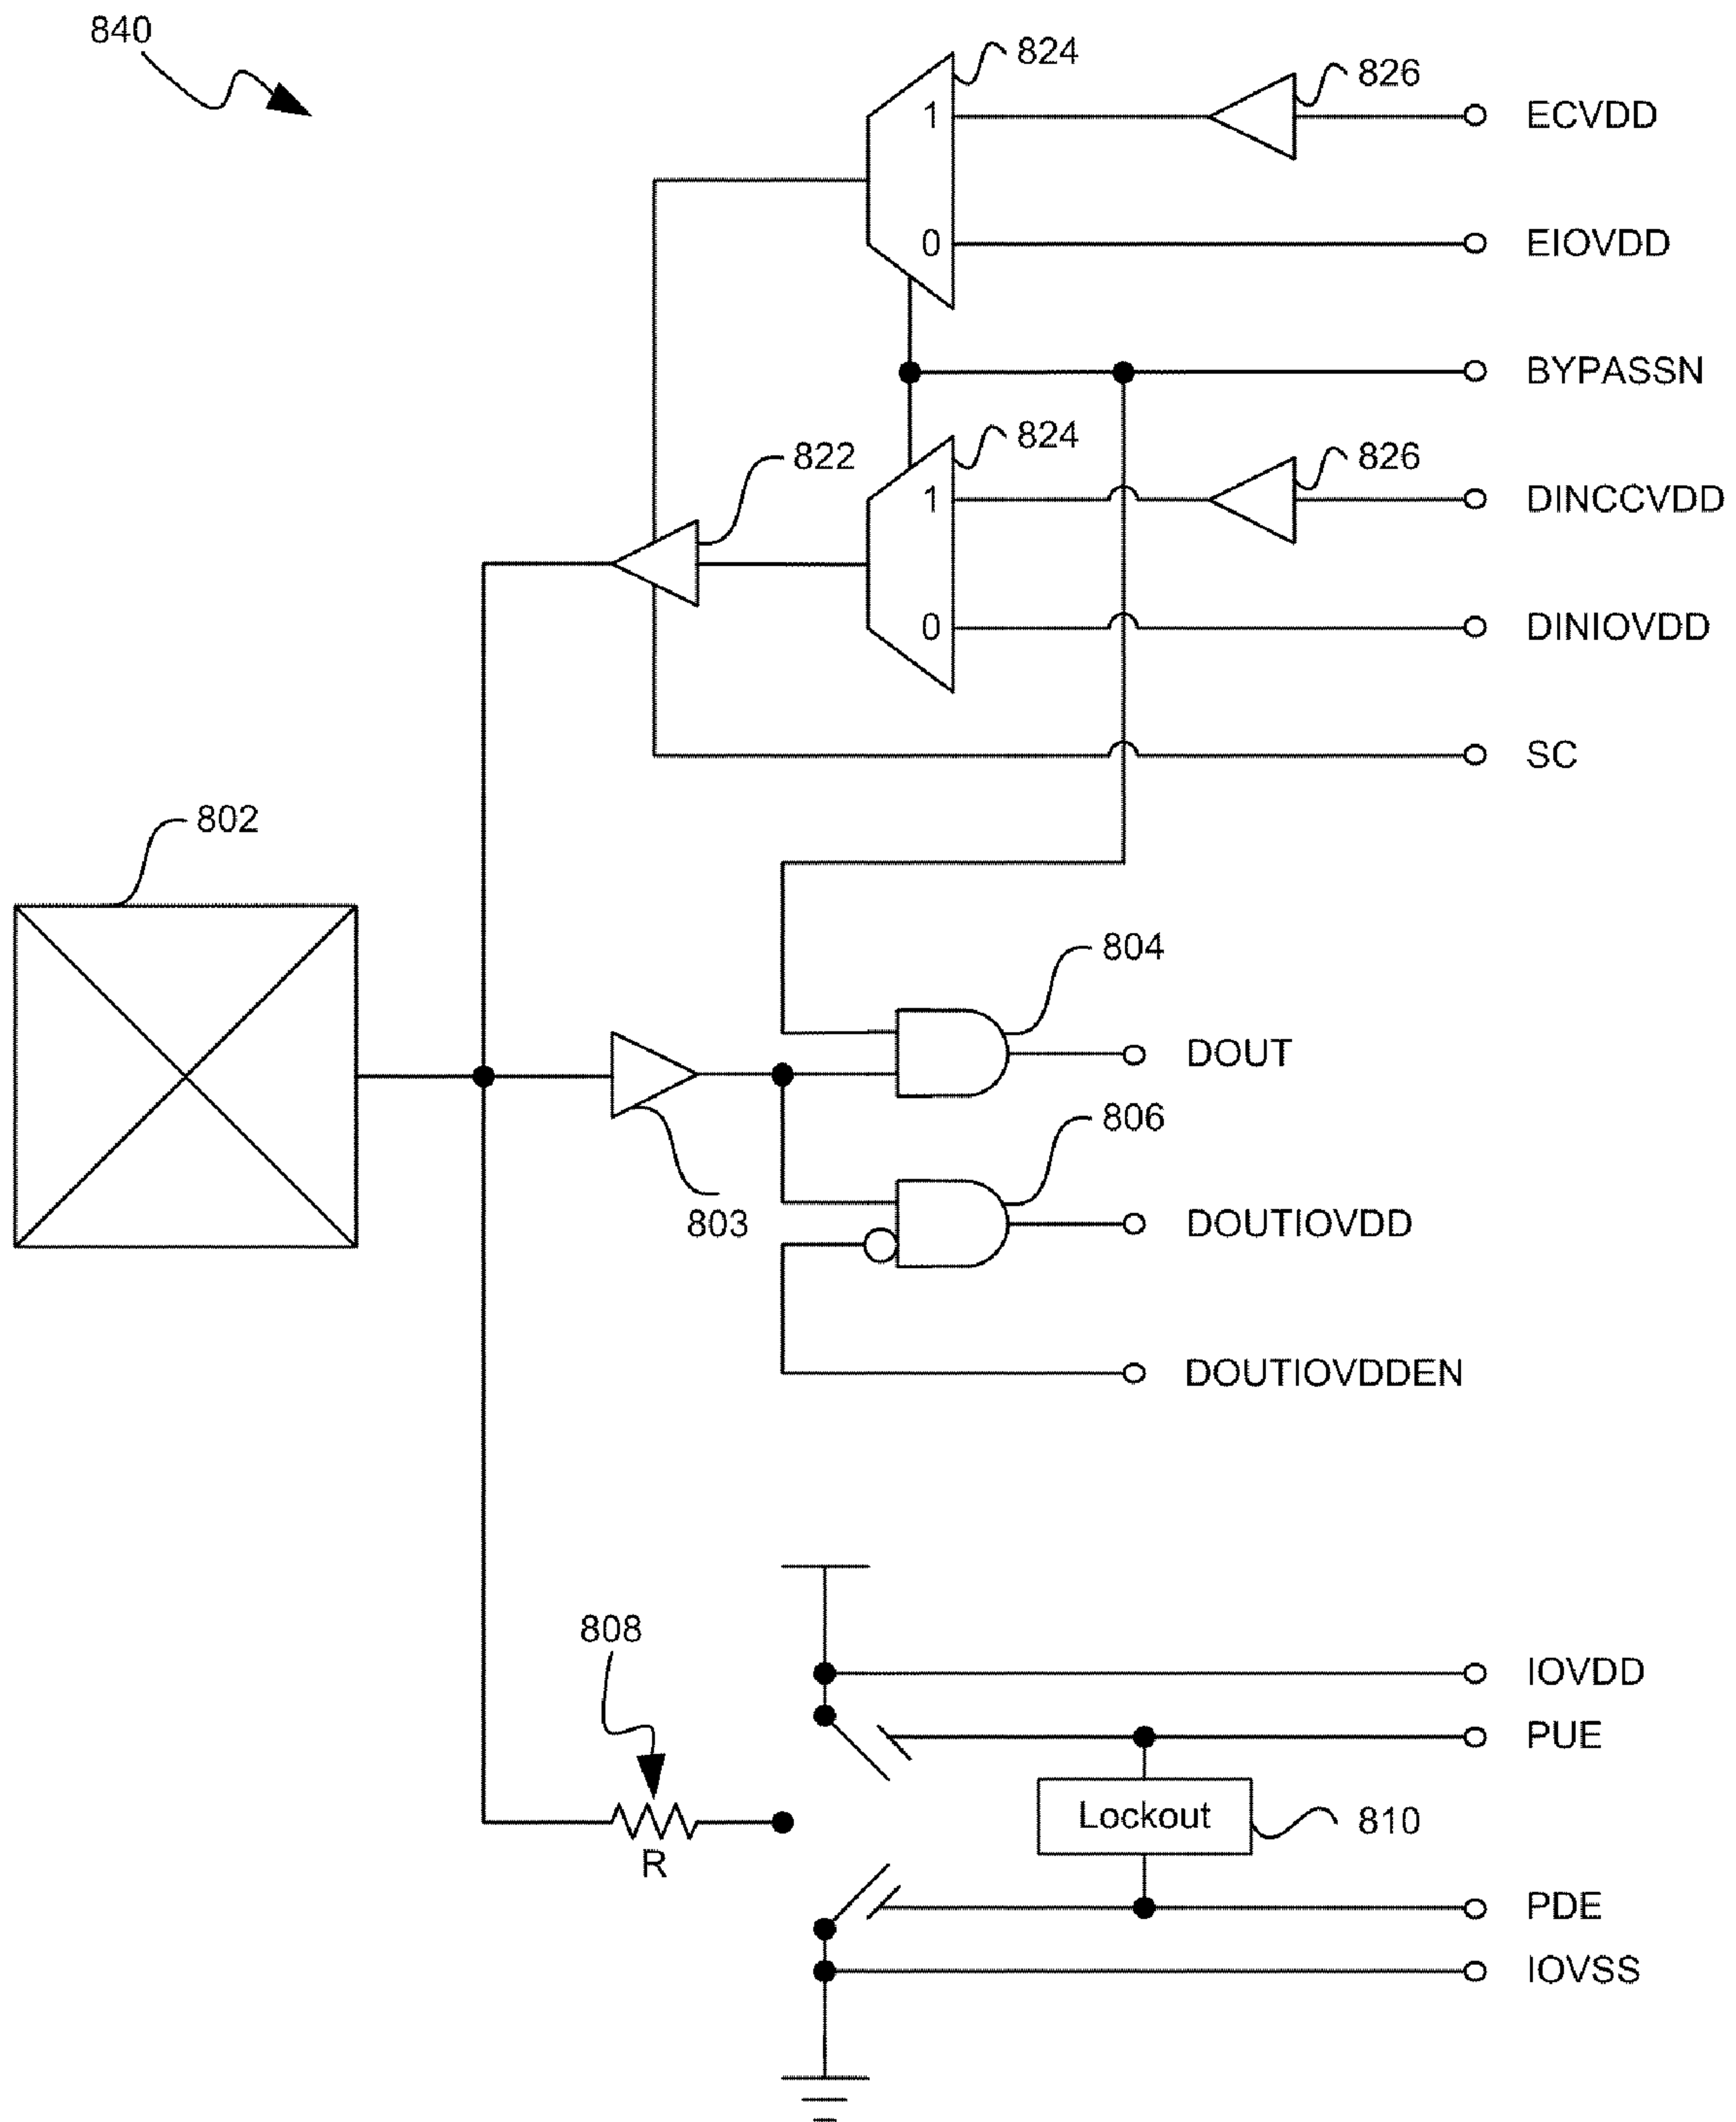 840
824
826
ECVDD
1
0
EIOVDD
BYPASSN
824
826
822
1
DINCCVDD
0
DINIOVDD
SC
802
804
DOUT
803
806
DOUTIOVDD
DOUTIOVDDEN
808
R
IOVDD
PUE
Lockout
810
PDE
IOVSS